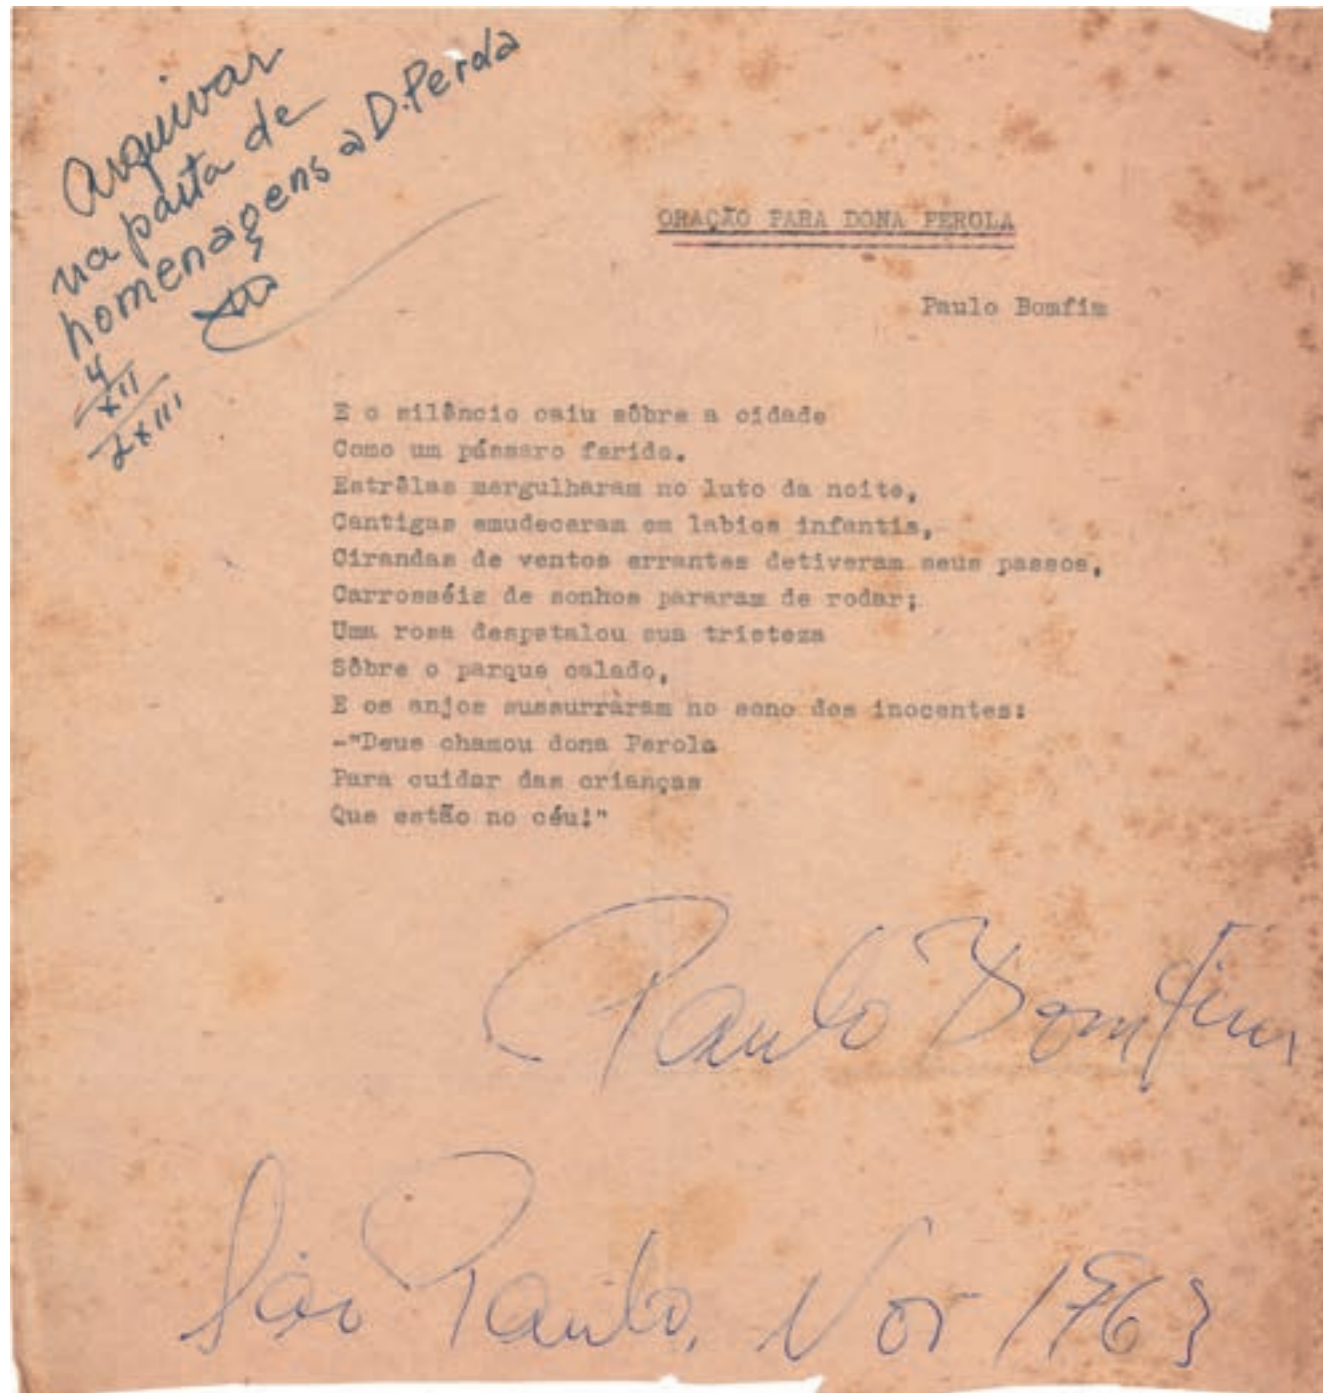 Arquivar
na pasta de
homenagens a D. Perola
4
XII
LXIII
ORAÇÃO PARA DONA PEROLA
Paulo Bomfim
E o silêncio caiu sôbre a cidade
Como um pássaro ferido.
Estrêlas mergulharam no luto da noite,
Cantigas emudeceram em labios infantis,
Cirandas de ventos errantes detiveram seus passos,
Carrosséis de sonhos pararam de rodar;
Uma rosa despetalou sua tristeza
Sôbre o parque calado,
E os anjos sussurraram no sono dos inocentes:
-"Deus chamou dona Perola
Para cuidar das crianças
Que estão no céu!"
Paulo Bomfim
São Paulo, Nov 1963